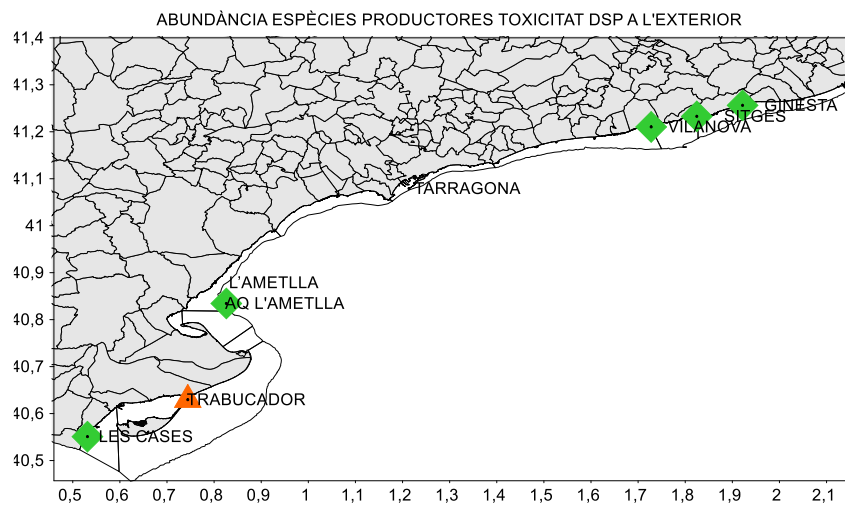 ABUNDÀNCIA ESPÈCIES PRODUCTORES TOXICITAT DSP A L'EXTERIOR
41,4
41,3
41,2
41,1
41
40,9
40,8
40,7
40,6
40,5
GINESTA
SITGES
VILANOVA
TARRAGONA
L'AMETLLA
AQ L'AMETLLA
TRABUCADOR
LES CASES
0,5 0,6 0,7 0,8 0,9 1 1,1 1,2 1,3 1,4 1,5 1,6 1,7 1,8 1,9 2 2,1